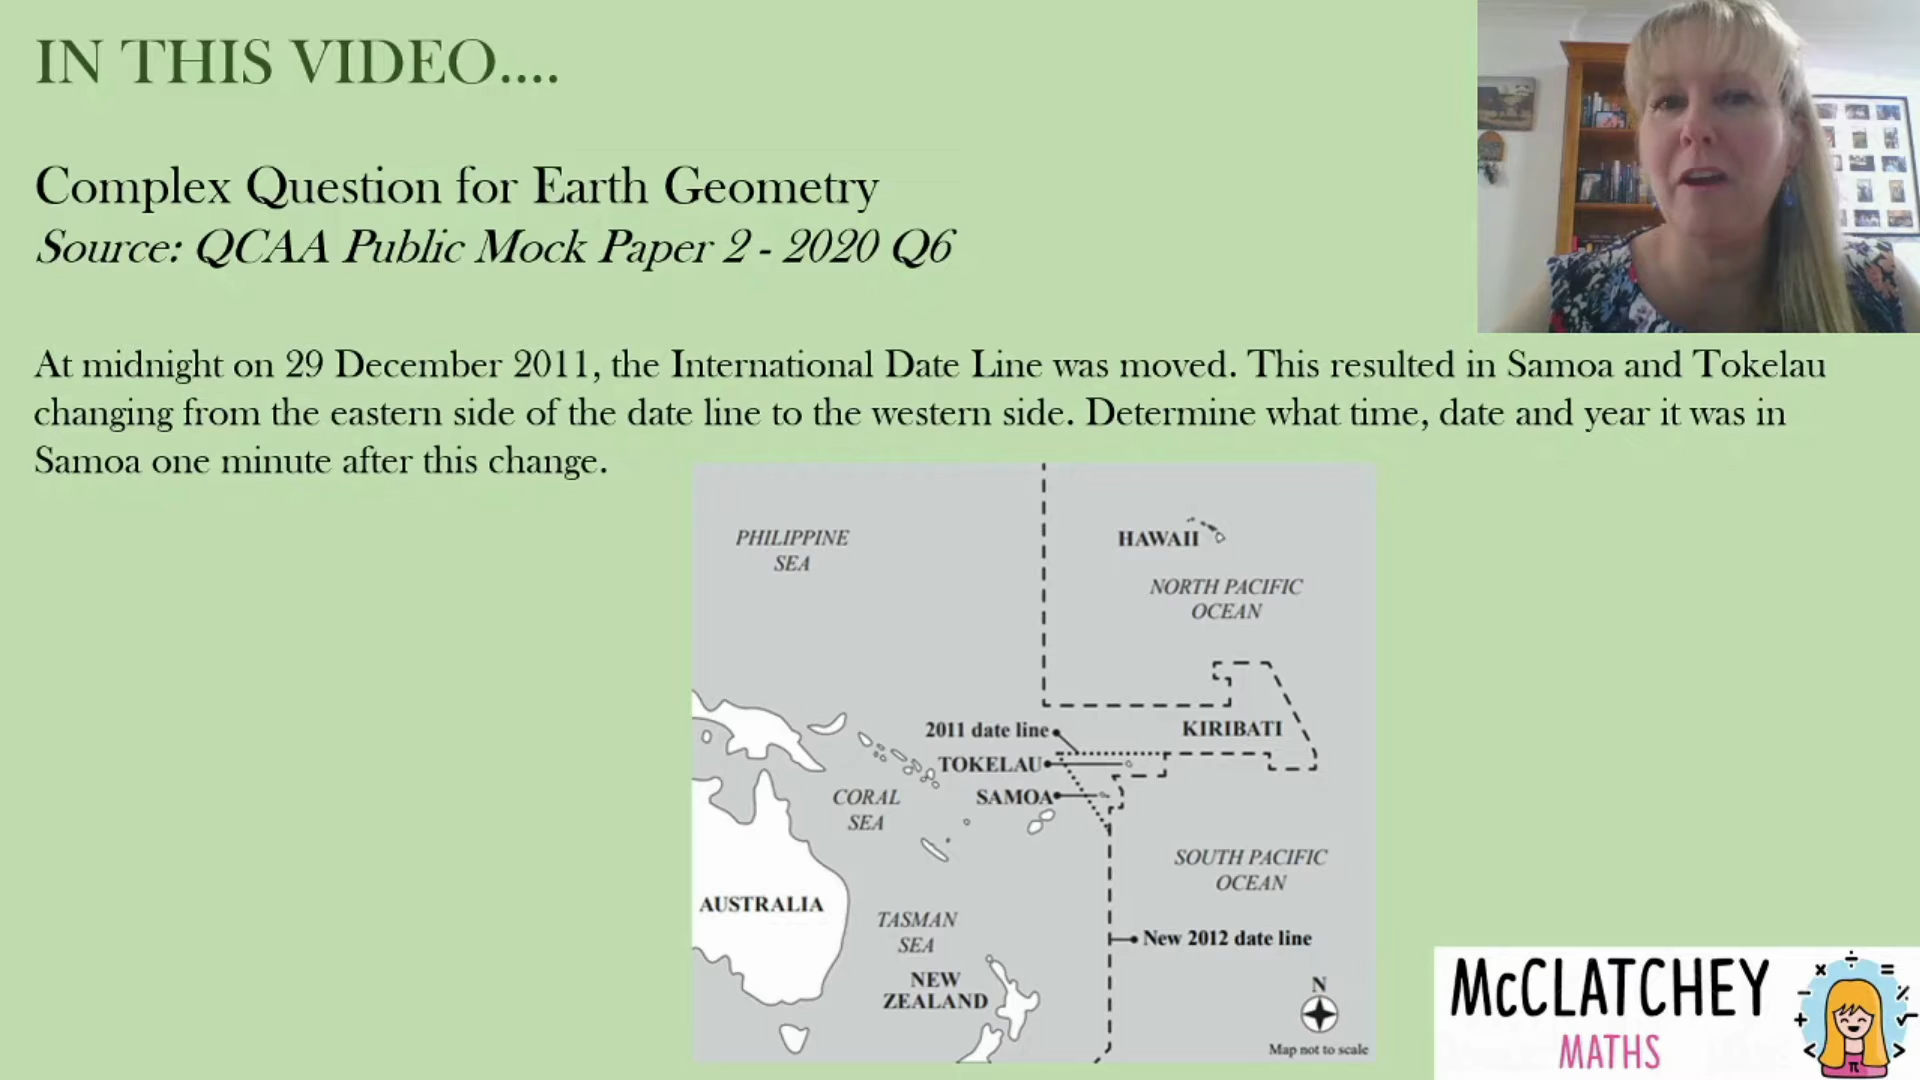 IN THIS VIDEO....
Complex Question for Earth Geometry
Source: QCAA Public Mock Paper 2 - 2020 Q6
At midnight on 29 December 2011, the International Date Line was moved. This resulted in Samoa and Tokelau
changing from the eastern side of the date line to the western side. Determine what time, date and year it was in
Samoa one minute after this change.
PHILIPPINE
SEA
HAWAII
NORTH PACIFIC
OCEAN
2011 date line
KIRIBATI
TOKELAU
SAMOA
CORAL
SEA
SOUTH PACIFIC
OCEAN
AUSTRALIA
TASMAN
SEA
New 2012 date line
NEW
ZEALAND
N
Map not to scale
McCLATCHEY
MATHS